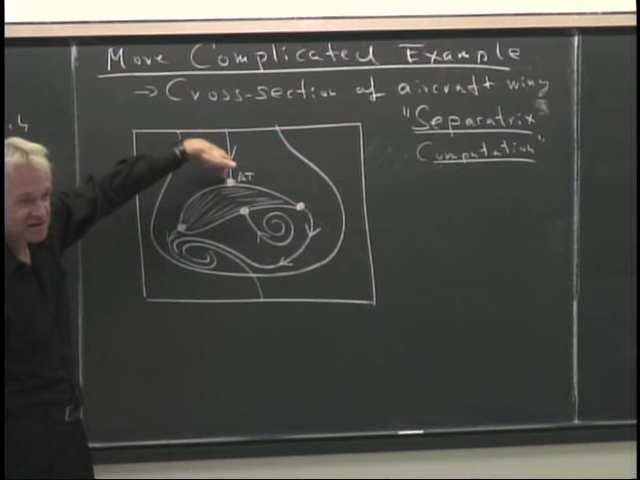 More Complicated Example
→ Cross-section of aircraft wing
"Separatrix
Computation"
AT